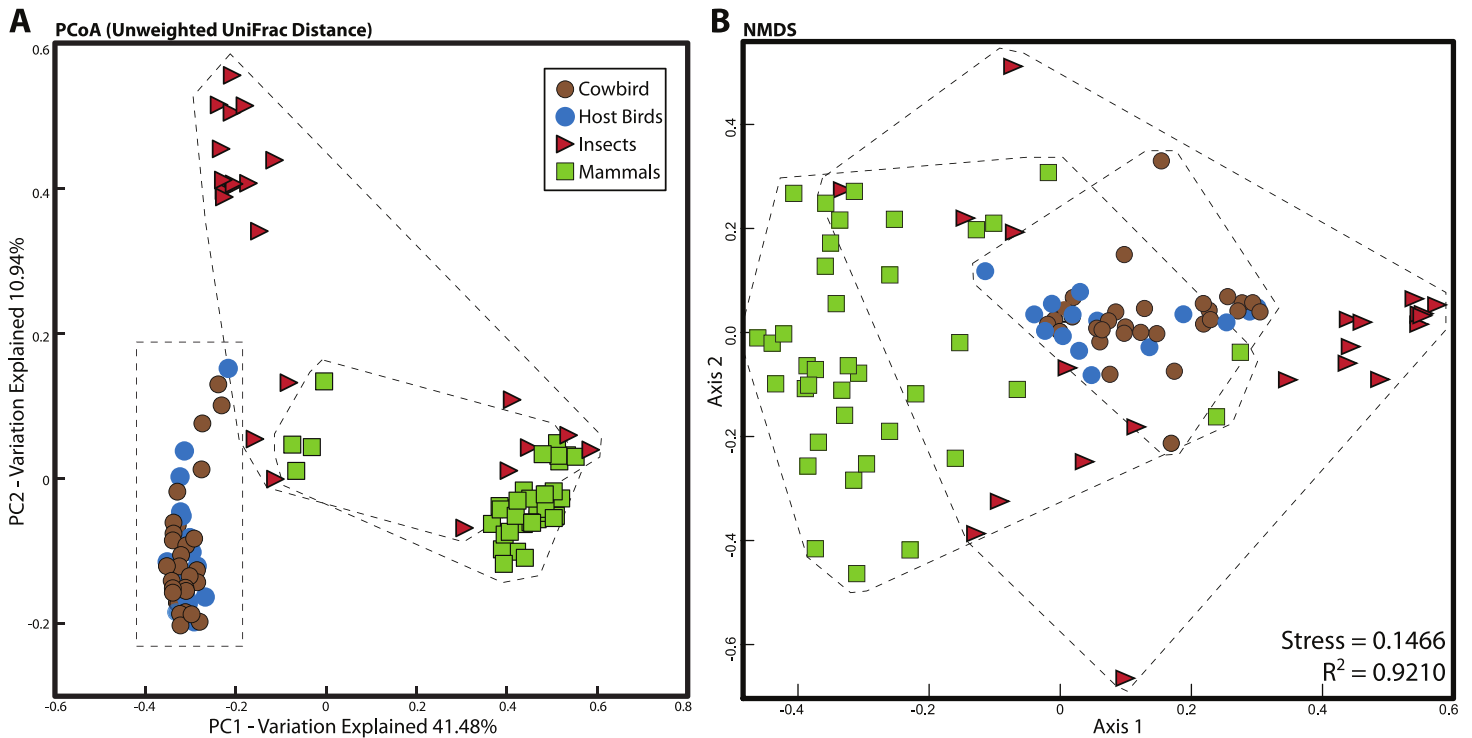 A
PCoA (Unweighted UniFrac Distance)
0.6
0.4
0.2
0
-0.2
PC2 - Variation Explained 10.94%
Cowbird
Host Birds
Insects
Mammals
-0.6
-0.4
-0.2
0
0.2
0.4
0.6
0.8
PC1 - Variation Explained 41.48%
B
NMDS
0.4
0.2
0.0
-0.2
-0.4
-0.6
Axis 2
Stress = 0.1466
R² = 0.9210
-0.4
-0.2
0
0.2
0.4
0.6
Axis 1